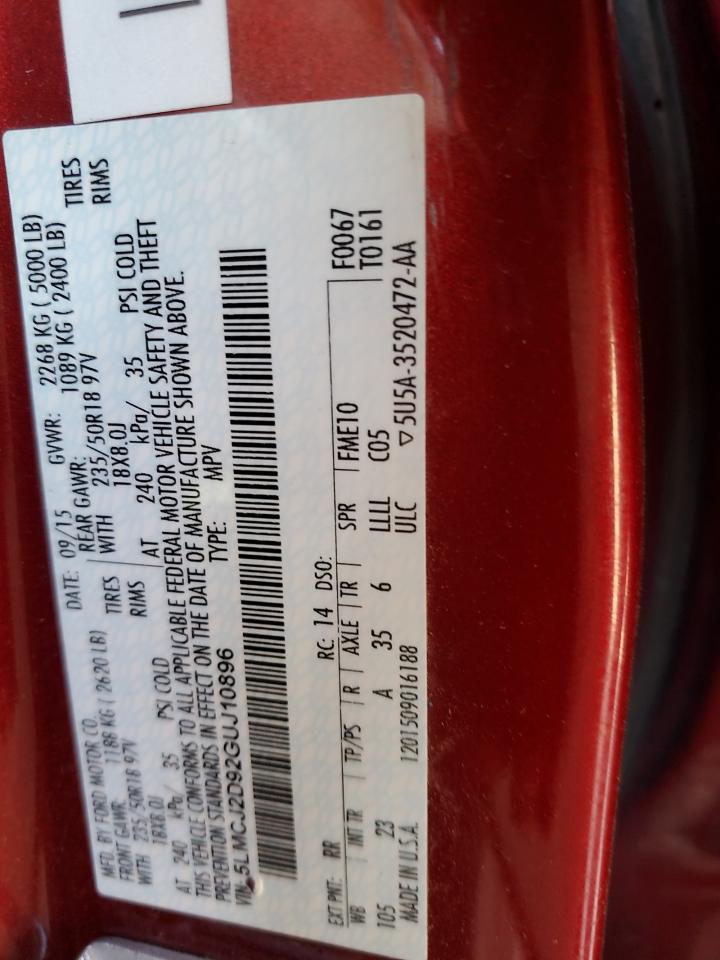 MFD. BY FORD MOTOR CO. DATE: 09/15 GVWR: 2268 KG ( 5000 LB)
FRONT GAWR: 1188 KG ( 2620 LB) REAR GAWR: 1089 KG ( 2400 LB)
WITH 235/50R18 97V TIRES WITH 235/50R18 97V TIRES
18X8.0J RIMS 18X8.0J RIMS
AT 240 kPa/ 35 PSI COLD AT 240 kPa/ 35 PSI COLD
THIS VEHICLE CONFORMS TO ALL APPLICABLE FEDERAL MOTOR VEHICLE SAFETY AND THEFT
PREVENTION STANDARDS IN EFFECT ON THE DATE OF MANUFACTURE SHOWN ABOVE.
VIN: 5LMCJ2D92GUJ10896 TYPE: MPV
EXT PNT: RR RC: 14 DSO: F0067
WB INT TR TP/PS R AXLE TR SPR FME10 T0161
105 23 A 35 6 LLLL C05
MADE IN U.S.A. 1201509016188 ULC ▽5U5A-3520472-AA